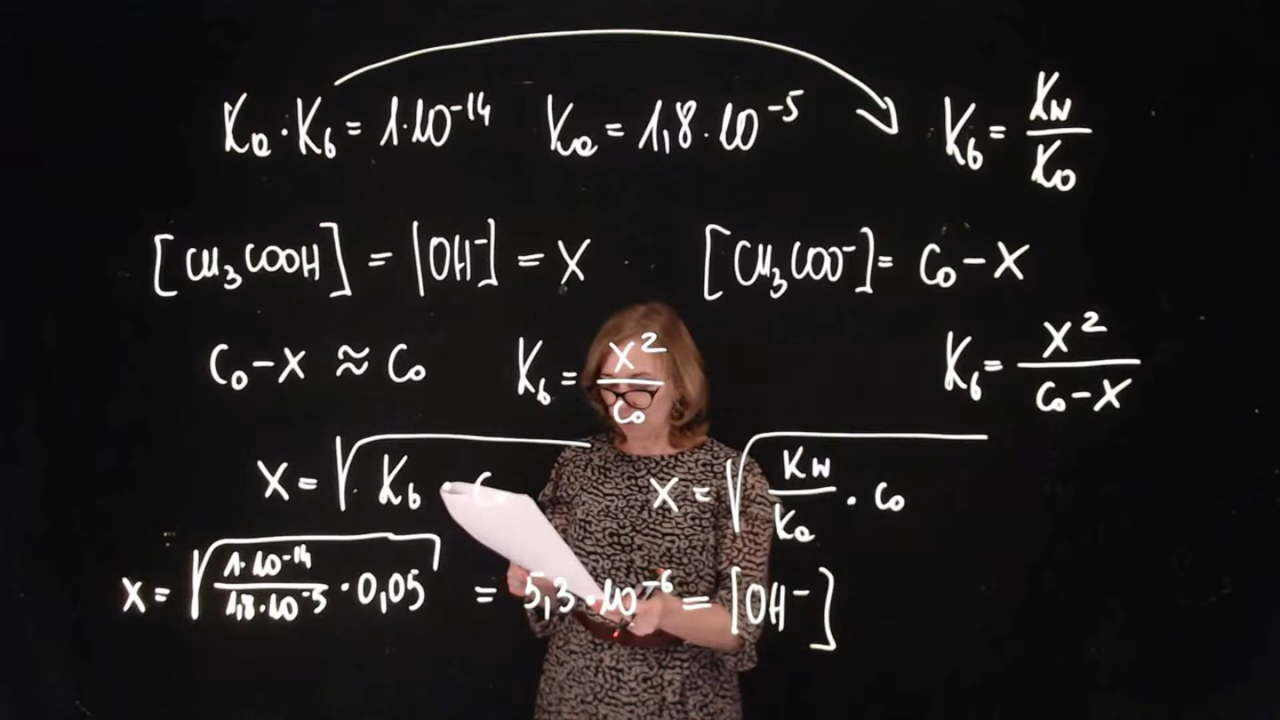 Ka · Kb = 1·10⁻¹⁴ Ka = 1,8·10⁻⁵ Kb = Kw/Ka
[CH₃COOH] = [OH⁻] = X [CH₃COO⁻] = C₀ − X
C₀ − X ≈ C₀ Kb = X²/C₀ Kb = X²/(C₀ − X)
X = √(Kb · C X = √(Kw/Ka · C₀)
X = √(1·10⁻¹⁴/1,8·10⁻⁵ · 0,05) = 5,3·10⁻⁶ = [OH⁻]